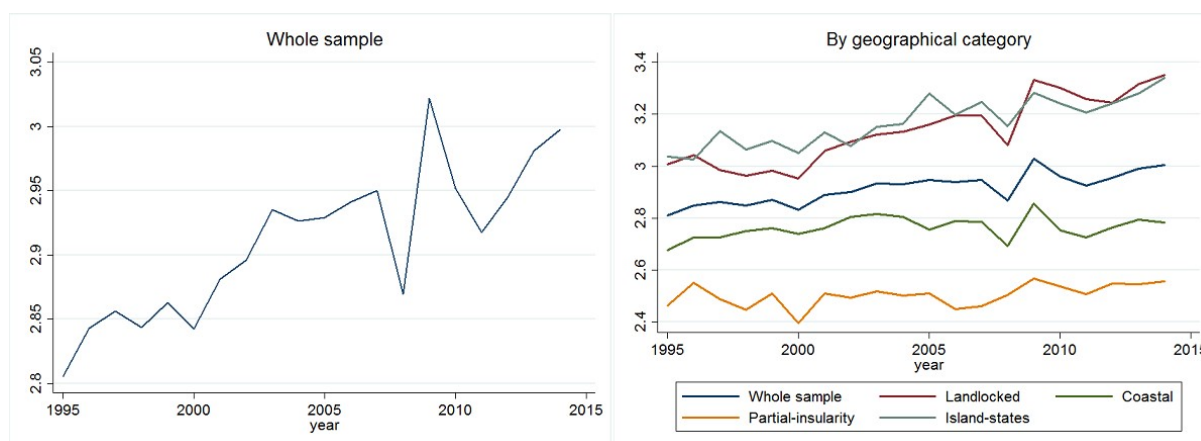 Whole sample
3.05
3
2.95
2.9
2.85
2.8
1995 2000 2005 2010 2015
year
By geographical category
3.4
3.2
3
2.8
2.6
2.4
1995 2000 2005 2010 2015
year
Whole sample Landlocked Coastal
Partial-insularity Island-states